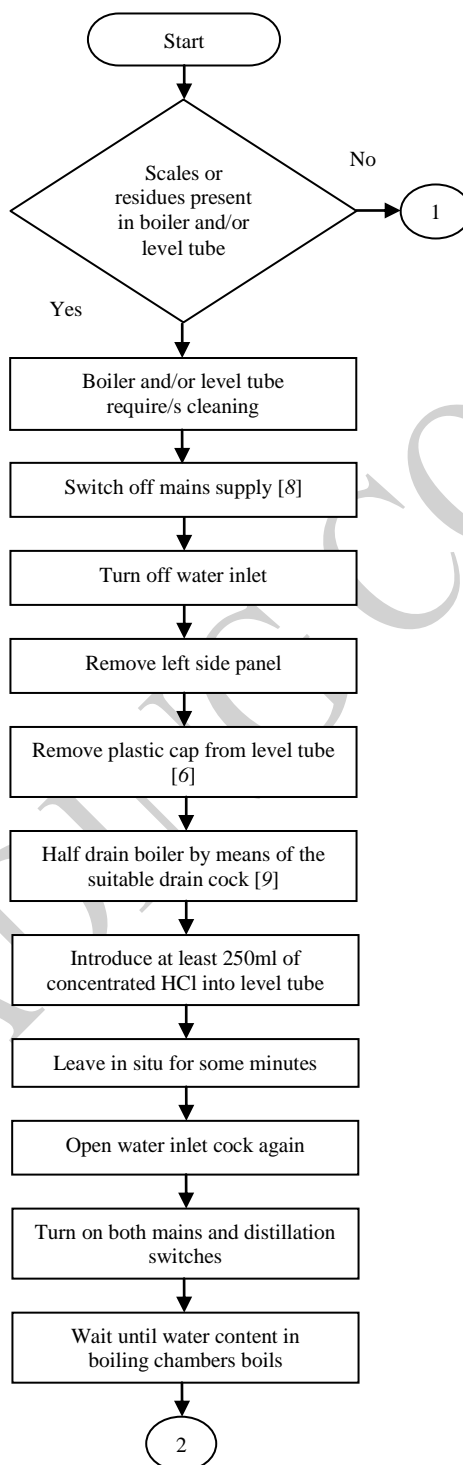 Start
Scales or
residues present
in boiler and/or
level tube
No
1
Yes
Boiler and/or level tube
require/s cleaning
Switch off mains supply [8]
Turn off water inlet
Remove left side panel
Remove plastic cap from level tube
[6]
Half drain boiler by means of the
suitable drain cock [9]
Introduce at least 250ml of
concentrated HCl into level tube
Leave in situ for some minutes
Open water inlet cock again
Turn on both mains and distillation
switches
Wait until water content in
boiling chambers boils
2